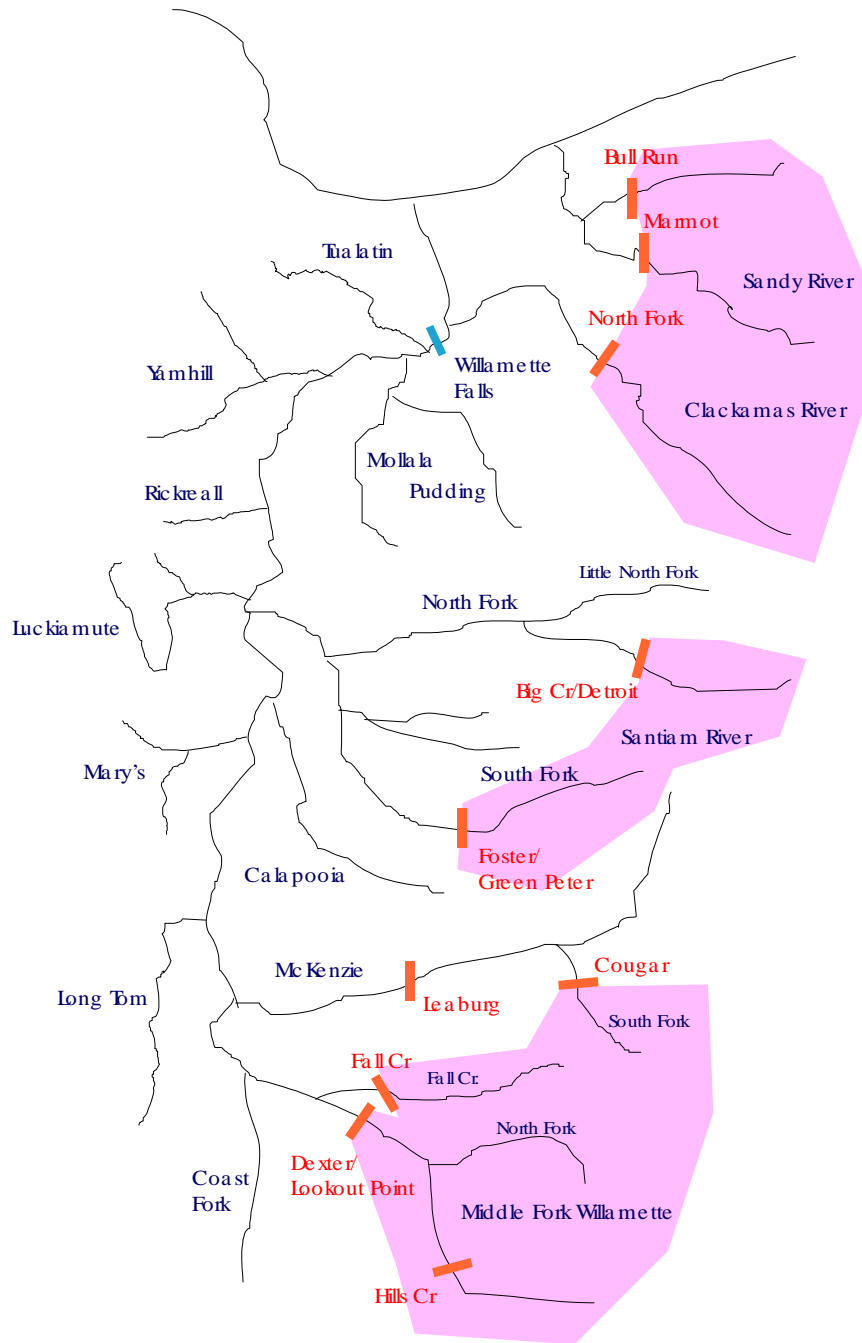 Bull Run
Marmot
Tualatin
Sandy River
North Fork
Willamette
Falls
Yamhill
Clackamas River
Mollala
Pudding
Rickreall
Little North Fork
North Fork
Luckiamute
Big Cr/Detroit
Santiam River
Mary's
South Fork
Foster/
Green Peter
Calapooia
McKenzie
Cougar
Long Tom
Leaburg
South Fork
Fall Cr
Fall Cr.
North Fork
Dexter/
Lookout Point
Coast
Fork
Middle Fork Willamette
Hills Cr